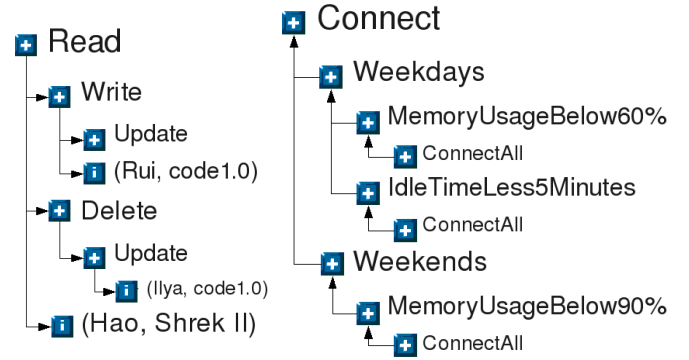 Read
Write
Update
(Rui, code1.0)
Delete
Update
(Ilya, code1.0)
(Hao, Shrek II)
Connect
Weekdays
MemoryUsageBelow60%
ConnectAll
IdleTimeLess5Minutes
ConnectAll
Weekends
MemoryUsageBelow90%
ConnectAll